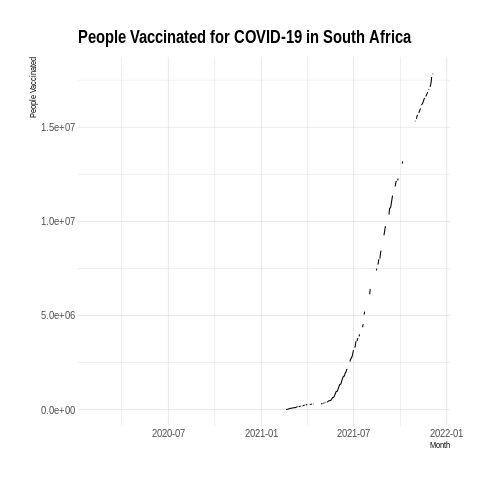 People Vaccinated for COVID-19 in South Africa
People Vaccinated
1.5e+07
1.0e+07
5.0e+06
0.0e+00
2020-07
2021-01
2021-07
2022-01
Month